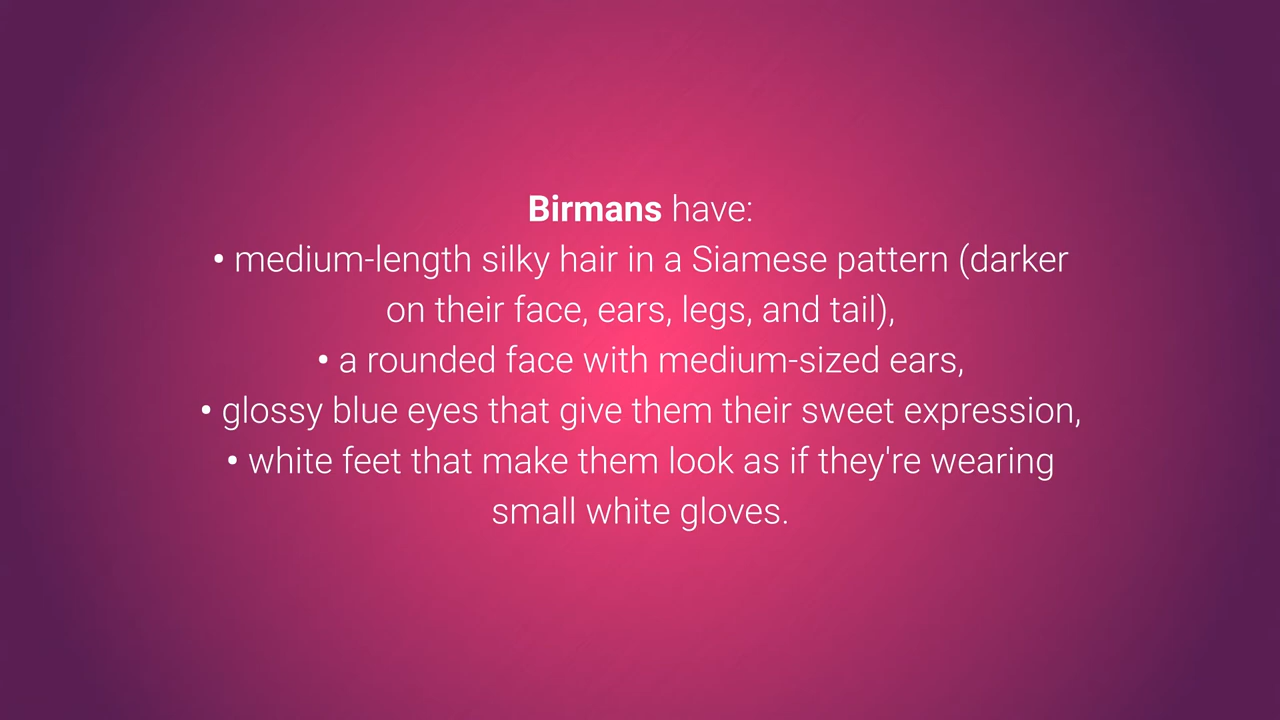 Birmans have:
• medium-length silky hair in a Siamese pattern (darker
on their face, ears, legs, and tail),
• a rounded face with medium-sized ears,
• glossy blue eyes that give them their sweet expression,
• white feet that make them look as if they're wearing
small white gloves.